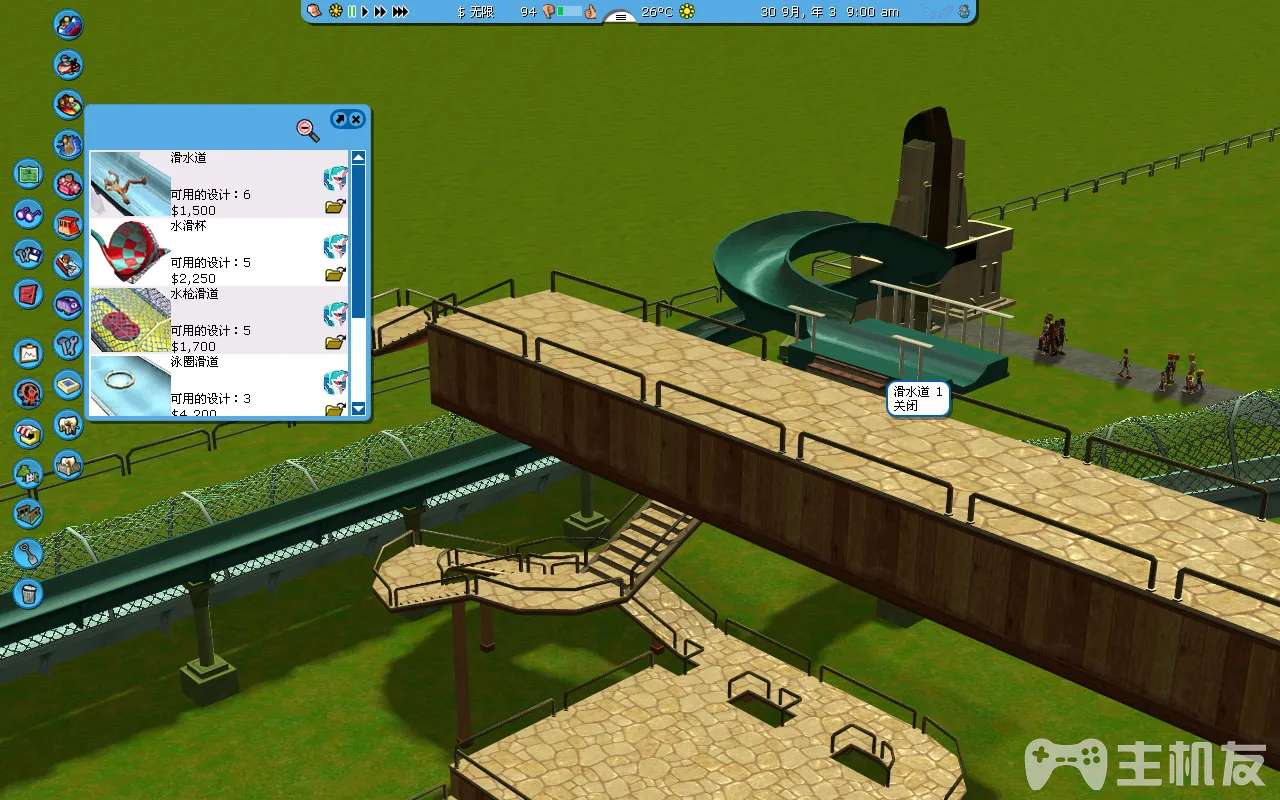 $ 无限 94 26ºC 30 9月, 年 3 9:00 am
滑水道
可用的设计：6
$1,500
水滑杯
可用的设计：5
$2,250
水枪滑道
可用的设计：5
$1,700
泳圈滑道
可用的设计：3
$4,200
滑水道 1
关闭
主机友